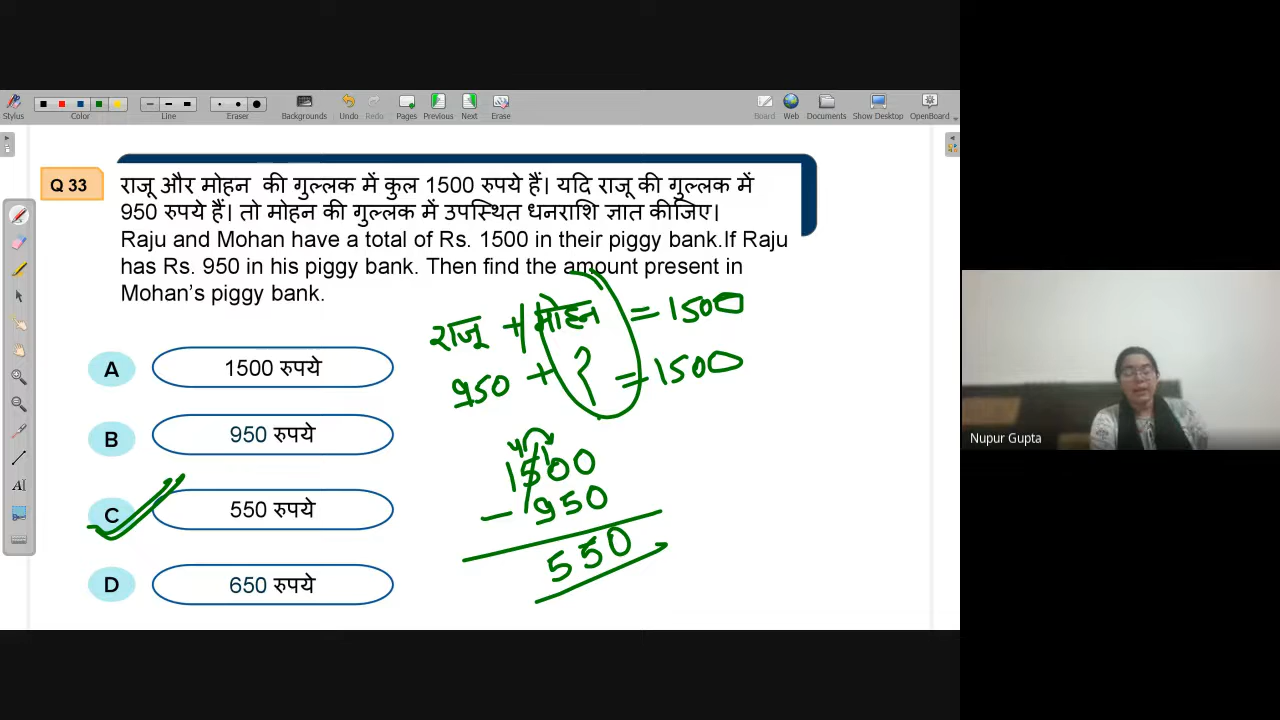 Stylus
Color
Line
Eraser
Backgrounds
Undo
Redo
Pages
Previous
Next
Erase
Board
Web
Documents
Show Desktop
OpenBoard
Q 33
राजू और मोहन की गुल्लक में कुल 1500 रुपये हैं। यदि राजू की गुल्लक में
950 रुपये हैं। तो मोहन की गुल्लक में उपस्थित धनराशि ज्ञात कीजिए।
Raju and Mohan have a total of Rs. 1500 in their piggy bank.If Raju
has Rs. 950 in his piggy bank. Then find the amount present in
Mohan's piggy bank.
राजू + मोहन = 1500
950 + ? = 1500
A 1500 रुपये
B 950 रुपये
C 550 रुपये
D 650 रुपये
4 1
1500
- 950
550
Nupur Gupta